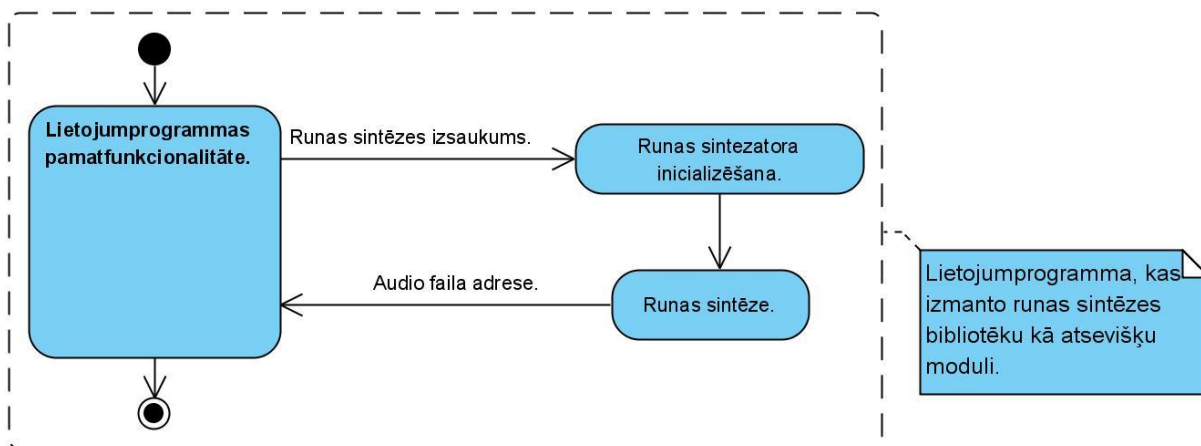 Lietojumprogrammas
pamatfunkcionalitāte.
Runas sintēzes izsaukums.
Runas sintezatora
inicializēšana.
Audio faila adrese.
Runas sintēze.
Lietojumprogramma, kas
izmanto runas sintēzes
bibliotēku kā atsevišķu
moduli.